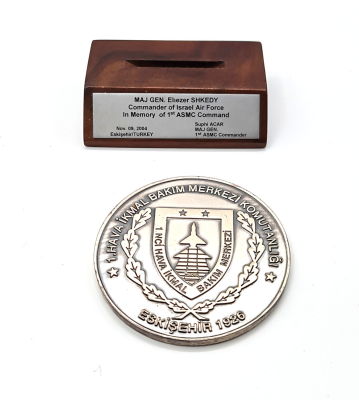 MAJ GEN. Eliezer SHKEDY
Commander of Israel Air Force
In Memory of 1st ASMC Command
Suphi ACAR
Nov. 09, 2004 MAJ GEN.
Eskişehir/TURKEY 1st ASMC Commander
1.HAVA İKMAL BAKIM MERKEZİ KOMUTANLIĞI
1 NCİ HAVA İKMAL BAKIM MERKEZİ
ESKİŞEHİR 1926